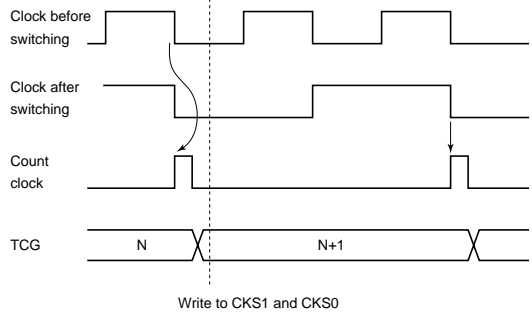 Clock before
switching
Clock after
switching
Count
clock
TCG
N
N+1
Write to CKS1 and CKS0